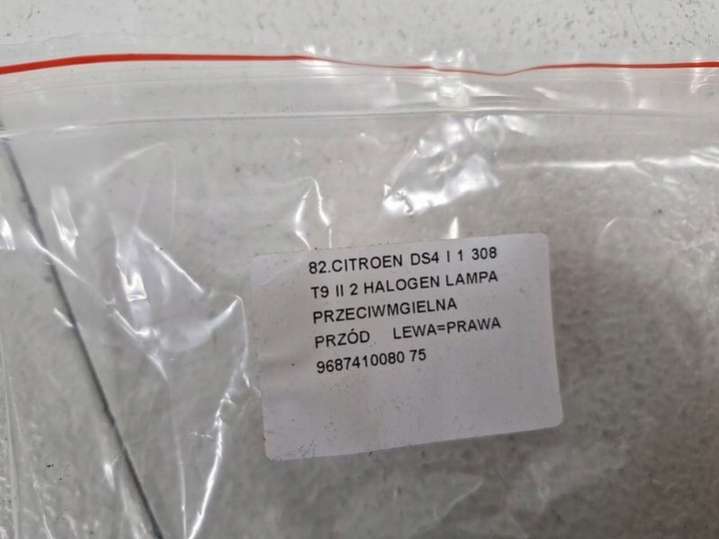 82.CITROEN DS4 I 1 308
T9 II 2 HALOGEN LAMPA
PRZECIWMGIELNA
PRZÓD LEWA=PRAWA
9687410080 75